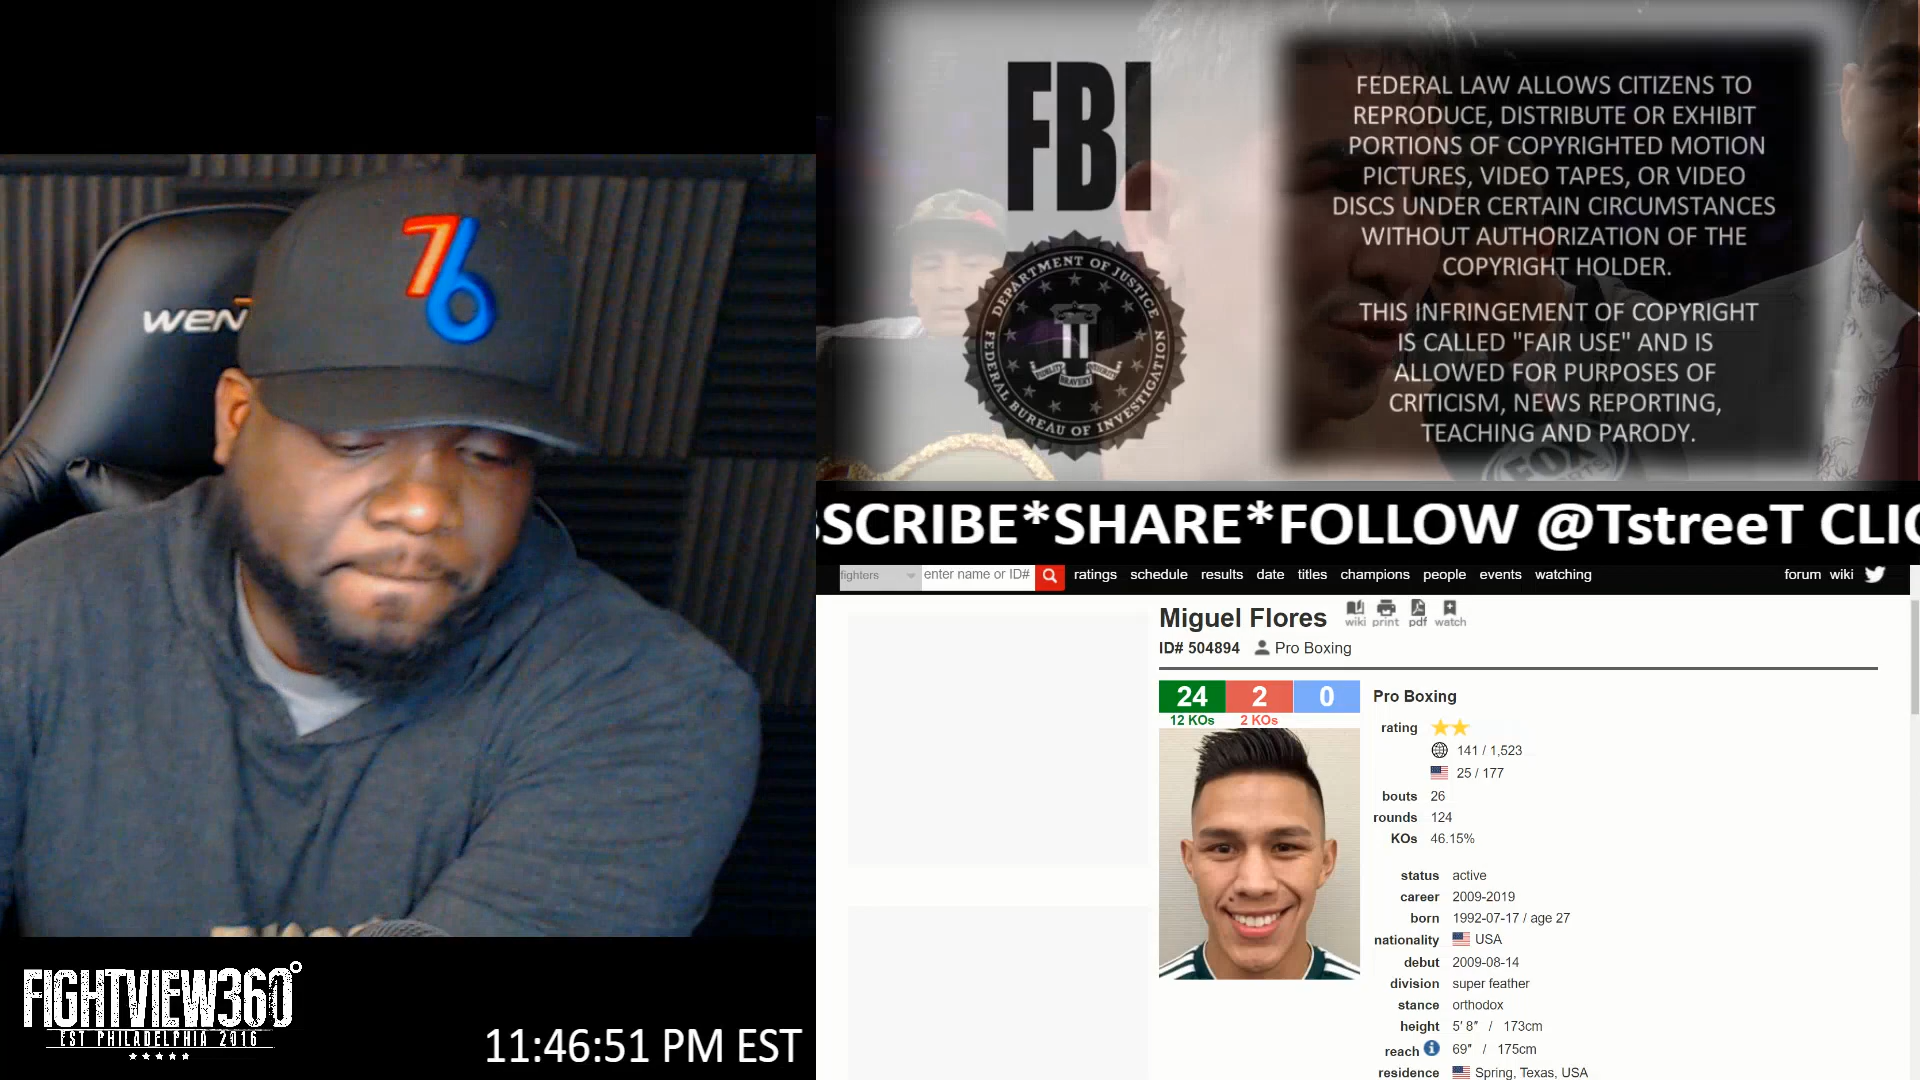 76
WEN
FIGHTVIEW360°
EST PHILADELPHIA 2016
11:46:51 PM EST
FBI
DEPARTMENT OF JUSTICE
FEDERAL BUREAU OF INVESTIGATION
FIDELITY BRAVERY INTEGRITY
FEDERAL LAW ALLOWS CITIZENS TO
REPRODUCE, DISTRIBUTE OR EXHIBIT
PORTIONS OF COPYRIGHTED MOTION
PICTURES, VIDEO TAPES, OR VIDEO
DISCS UNDER CERTAIN CIRCUMSTANCES
WITHOUT AUTHORIZATION OF THE
COPYRIGHT HOLDER.
THIS INFRINGEMENT OF COPYRIGHT
IS CALLED "FAIR USE" AND IS
ALLOWED FOR PURPOSES OF
CRITICISM, NEWS REPORTING,
TEACHING AND PARODY.
FOX
SCRIBE*SHARE*FOLLOW @TstreeT CLIC
fighters enter name or ID# ratings schedule results date titles champions people events watching forum wiki
Miguel Flores wiki print pdf watch
ID# 504894 Pro Boxing
24 2 0
12 KOs 2 KOs
Pro Boxing
rating
141 / 1,523
25 / 177
bouts 26
rounds 124
KOs 46.15%
status active
career 2009-2019
born 1992-07-17 / age 27
nationality USA
debut 2009-08-14
division super feather
stance orthodox
height 5′ 8″ / 173cm
reach 69″ / 175cm
residence Spring, Texas, USA